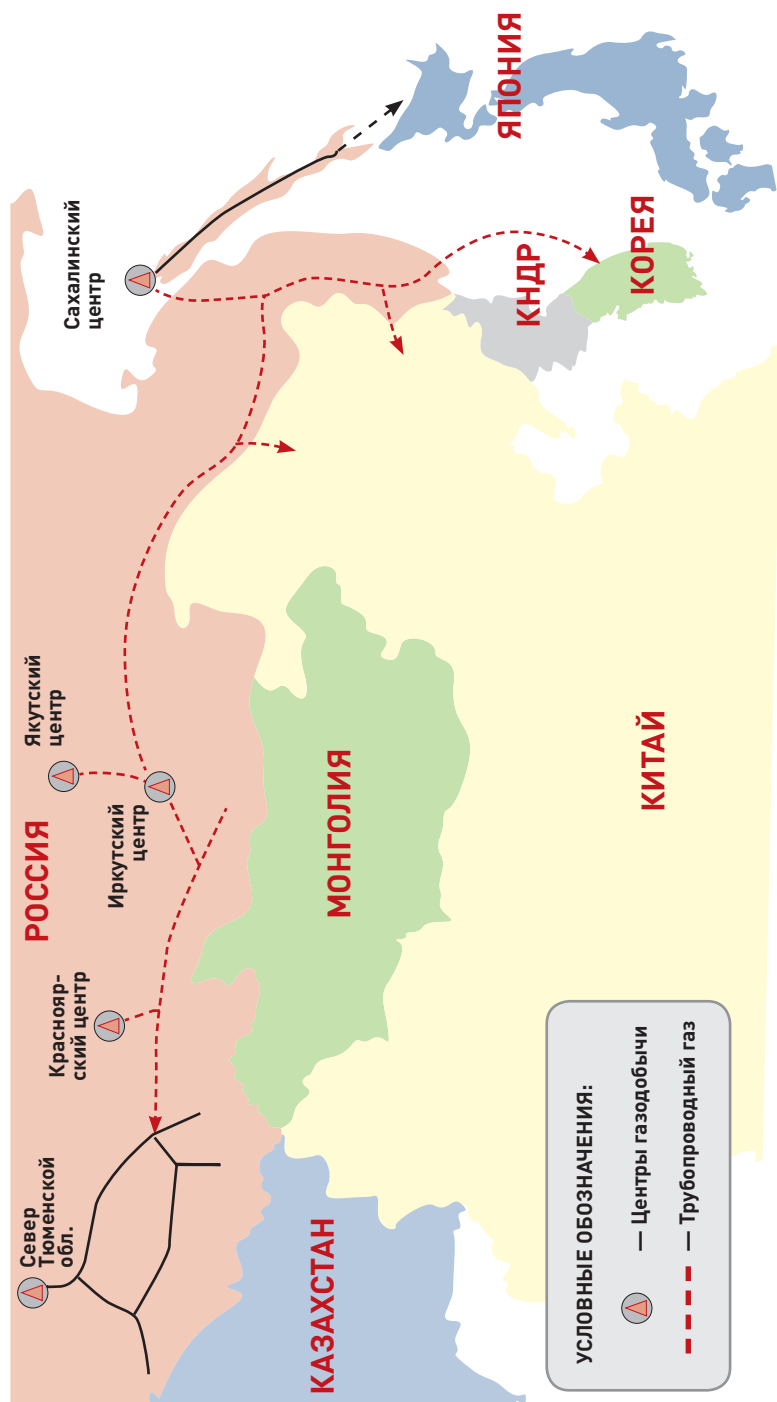 Север
Тюменской
обл.
Краснояр-
ский центр
РОССИЯ
Иркутский
центр
Якутский
центр
Сахалинский
центр
КАЗАХСТАН
МОНГОЛИЯ
КИТАЙ
КНДР
КОРЕЯ
ЯПОНИЯ
УСЛОВНЫЕ ОБОЗНАЧЕНИЯ:
— Центры газодобычи
— Трубопроводный газ